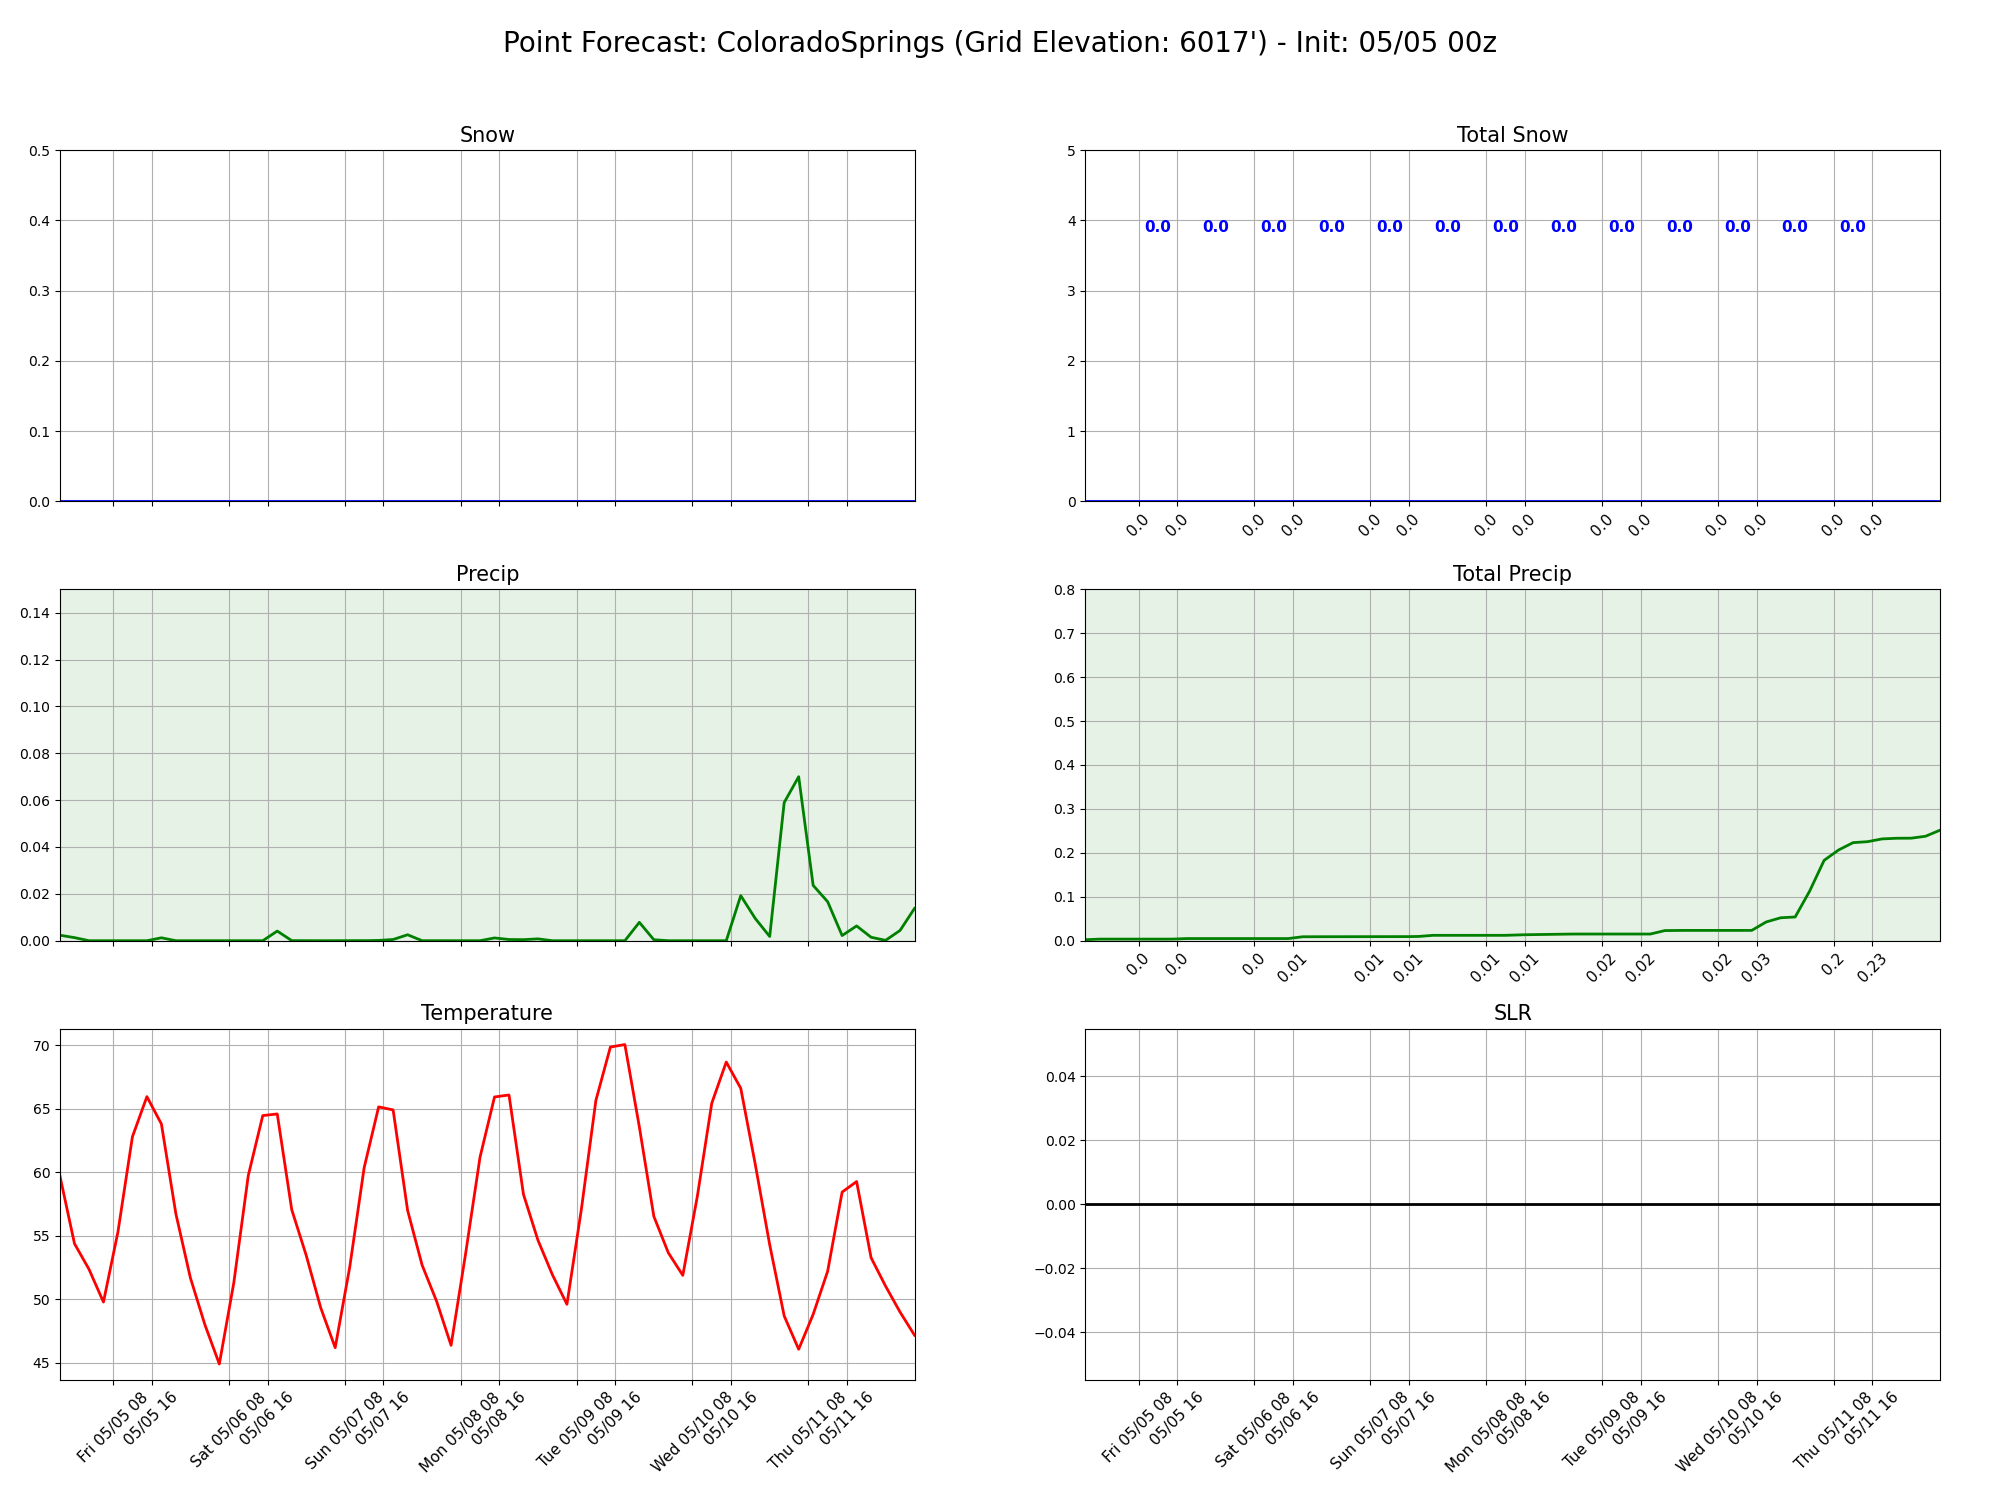 Point Forecast: ColoradoSprings (Grid Elevation: 6017') - Init: 05/05 00z
Snow
0.5
0.4
0.3
0.2
0.1
0.0
Total Snow
5
4
3
2
1
0
0.0 0.0 0.0 0.0 0.0 0.0 0.0 0.0 0.0 0.0 0.0 0.0 0.0
0.0 0.0 0.0 0.0 0.0 0.0 0.0 0.0 0.0 0.0 0.0 0.0 0.0 0.0
Precip
0.14
0.12
0.10
0.08
0.06
0.04
0.02
0.00
Total Precip
0.8
0.7
0.6
0.5
0.4
0.3
0.2
0.1
0.0
0.0 0.0 0.0 0.01 0.01 0.01 0.01 0.01 0.02 0.02 0.02 0.03 0.2 0.23
Temperature
70
65
60
55
50
45
Fri 05/05 08
05/05 16
Sat 05/06 08
05/06 16
Sun 05/07 08
05/07 16
Mon 05/08 08
05/08 16
Tue 05/09 08
05/09 16
Wed 05/10 08
05/10 16
Thu 05/11 08
05/11 16
SLR
0.04
0.02
0.00
−0.02
−0.04
Fri 05/05 08
05/05 16
Sat 05/06 08
05/06 16
Sun 05/07 08
05/07 16
Mon 05/08 08
05/08 16
Tue 05/09 08
05/09 16
Wed 05/10 08
05/10 16
Thu 05/11 08
05/11 16